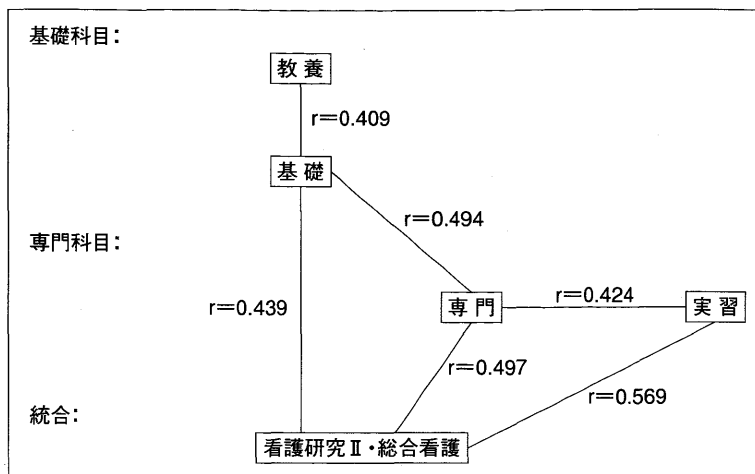 基礎科目：
教養
r＝0.409
基礎
r＝0.494
専門科目：
r＝0.439
専門
r＝0.424
実習
r＝0.497
r＝0.569
統合：
看護研究Ⅱ・総合看護